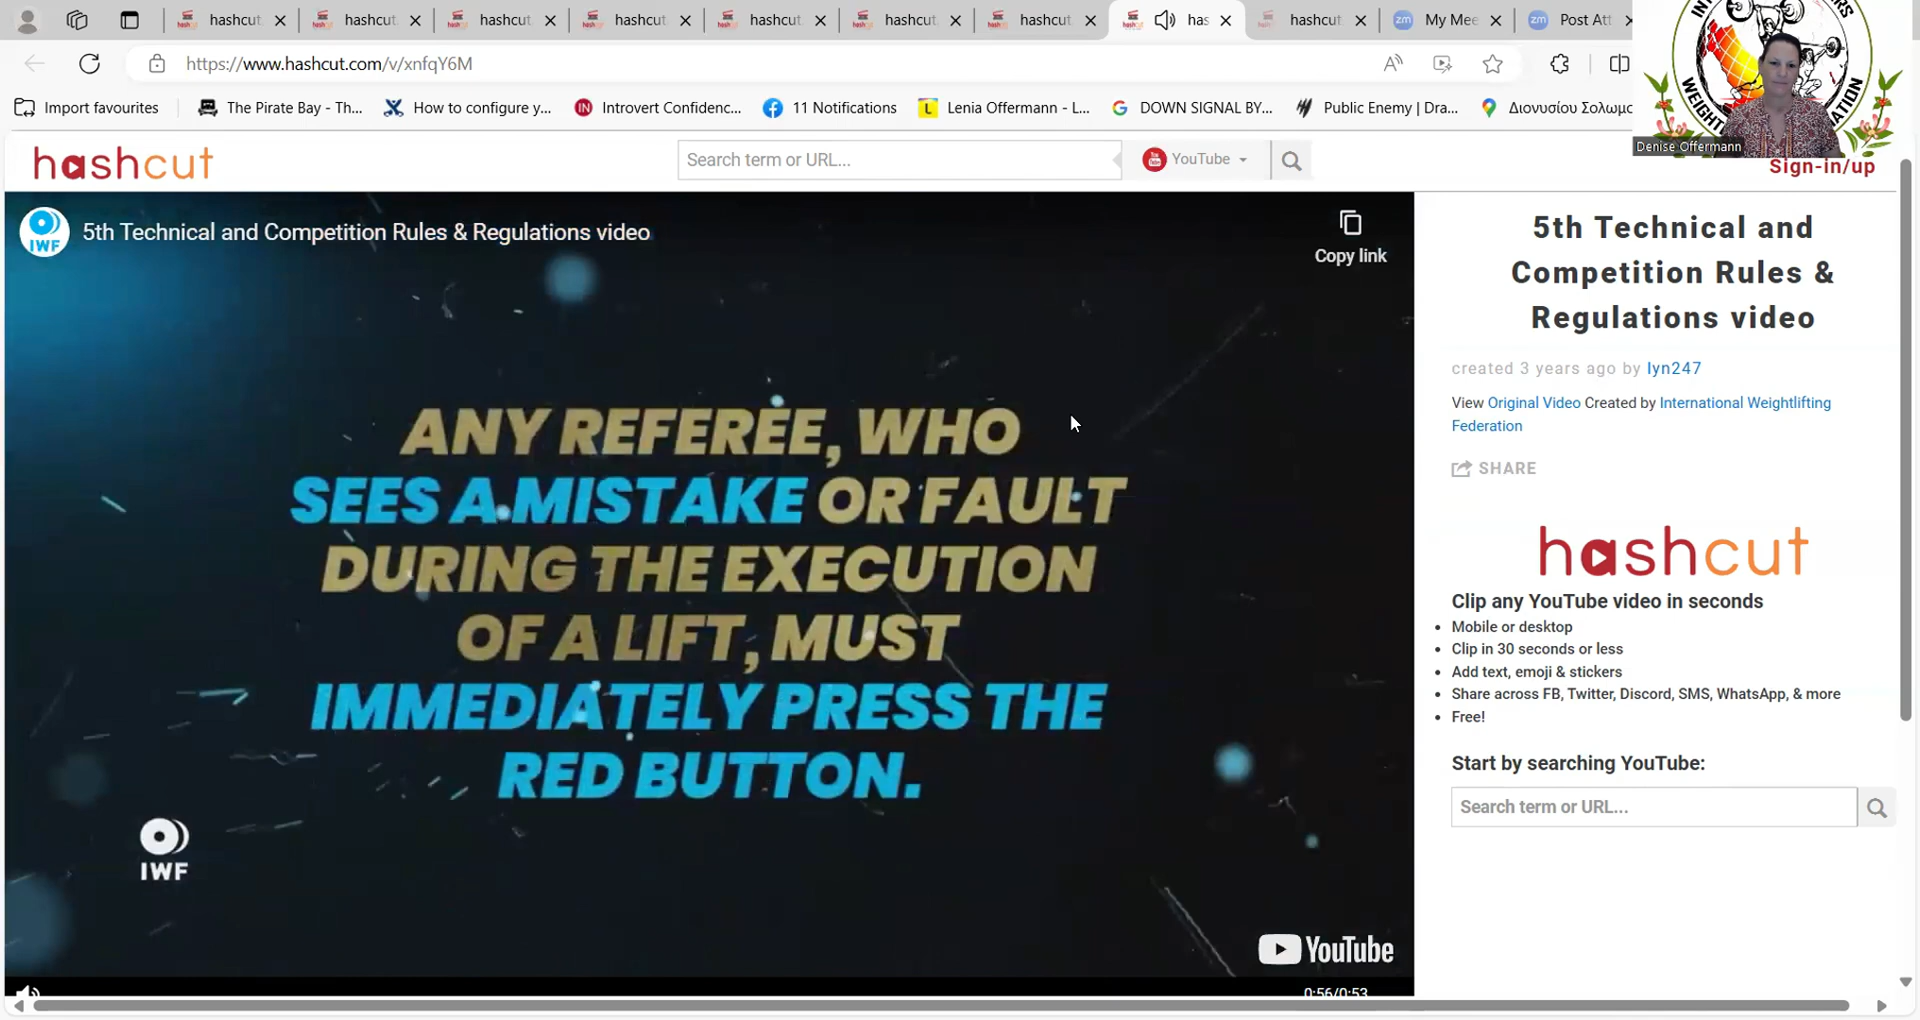 hashcut
hashcut
hashcut
hashcut
hashcut
hashcut
hashcut
has
hashcut
zm
My Mee
zm
Post Att
https://www.hashcut.com/v/xnfqY6M
Import favourites
The Pirate Bay - Th...
How to configure y...
Introvert Confidenc...
11 Notifications
Lenia Offermann - L...
DOWN SIGNAL BY...
Public Enemy | Dra...
Διονυσίου Σολωμο
Denise Offermann
hashcut
Search term or URL...
YouTube
Sign-in/up
IWF
5th Technical and Competition Rules & Regulations video
Copy link
ANY REFEREE, WHO
SEES A MISTAKE OR FAULT
DURING THE EXECUTION
OF A LIFT, MUST
IMMEDIATELY PRESS THE
RED BUTTON.
IWF
YouTube
0:56/0:53
5th Technical and
Competition Rules &
Regulations video
created 3 years ago by lyn247
View Original Video Created by International Weightlifting
Federation
SHARE
hashcut
Clip any YouTube video in seconds
Mobile or desktop
Clip in 30 seconds or less
Add text, emoji & stickers
Share across FB, Twitter, Discord, SMS, WhatsApp, & more
Free!
Start by searching YouTube:
Search term or URL...